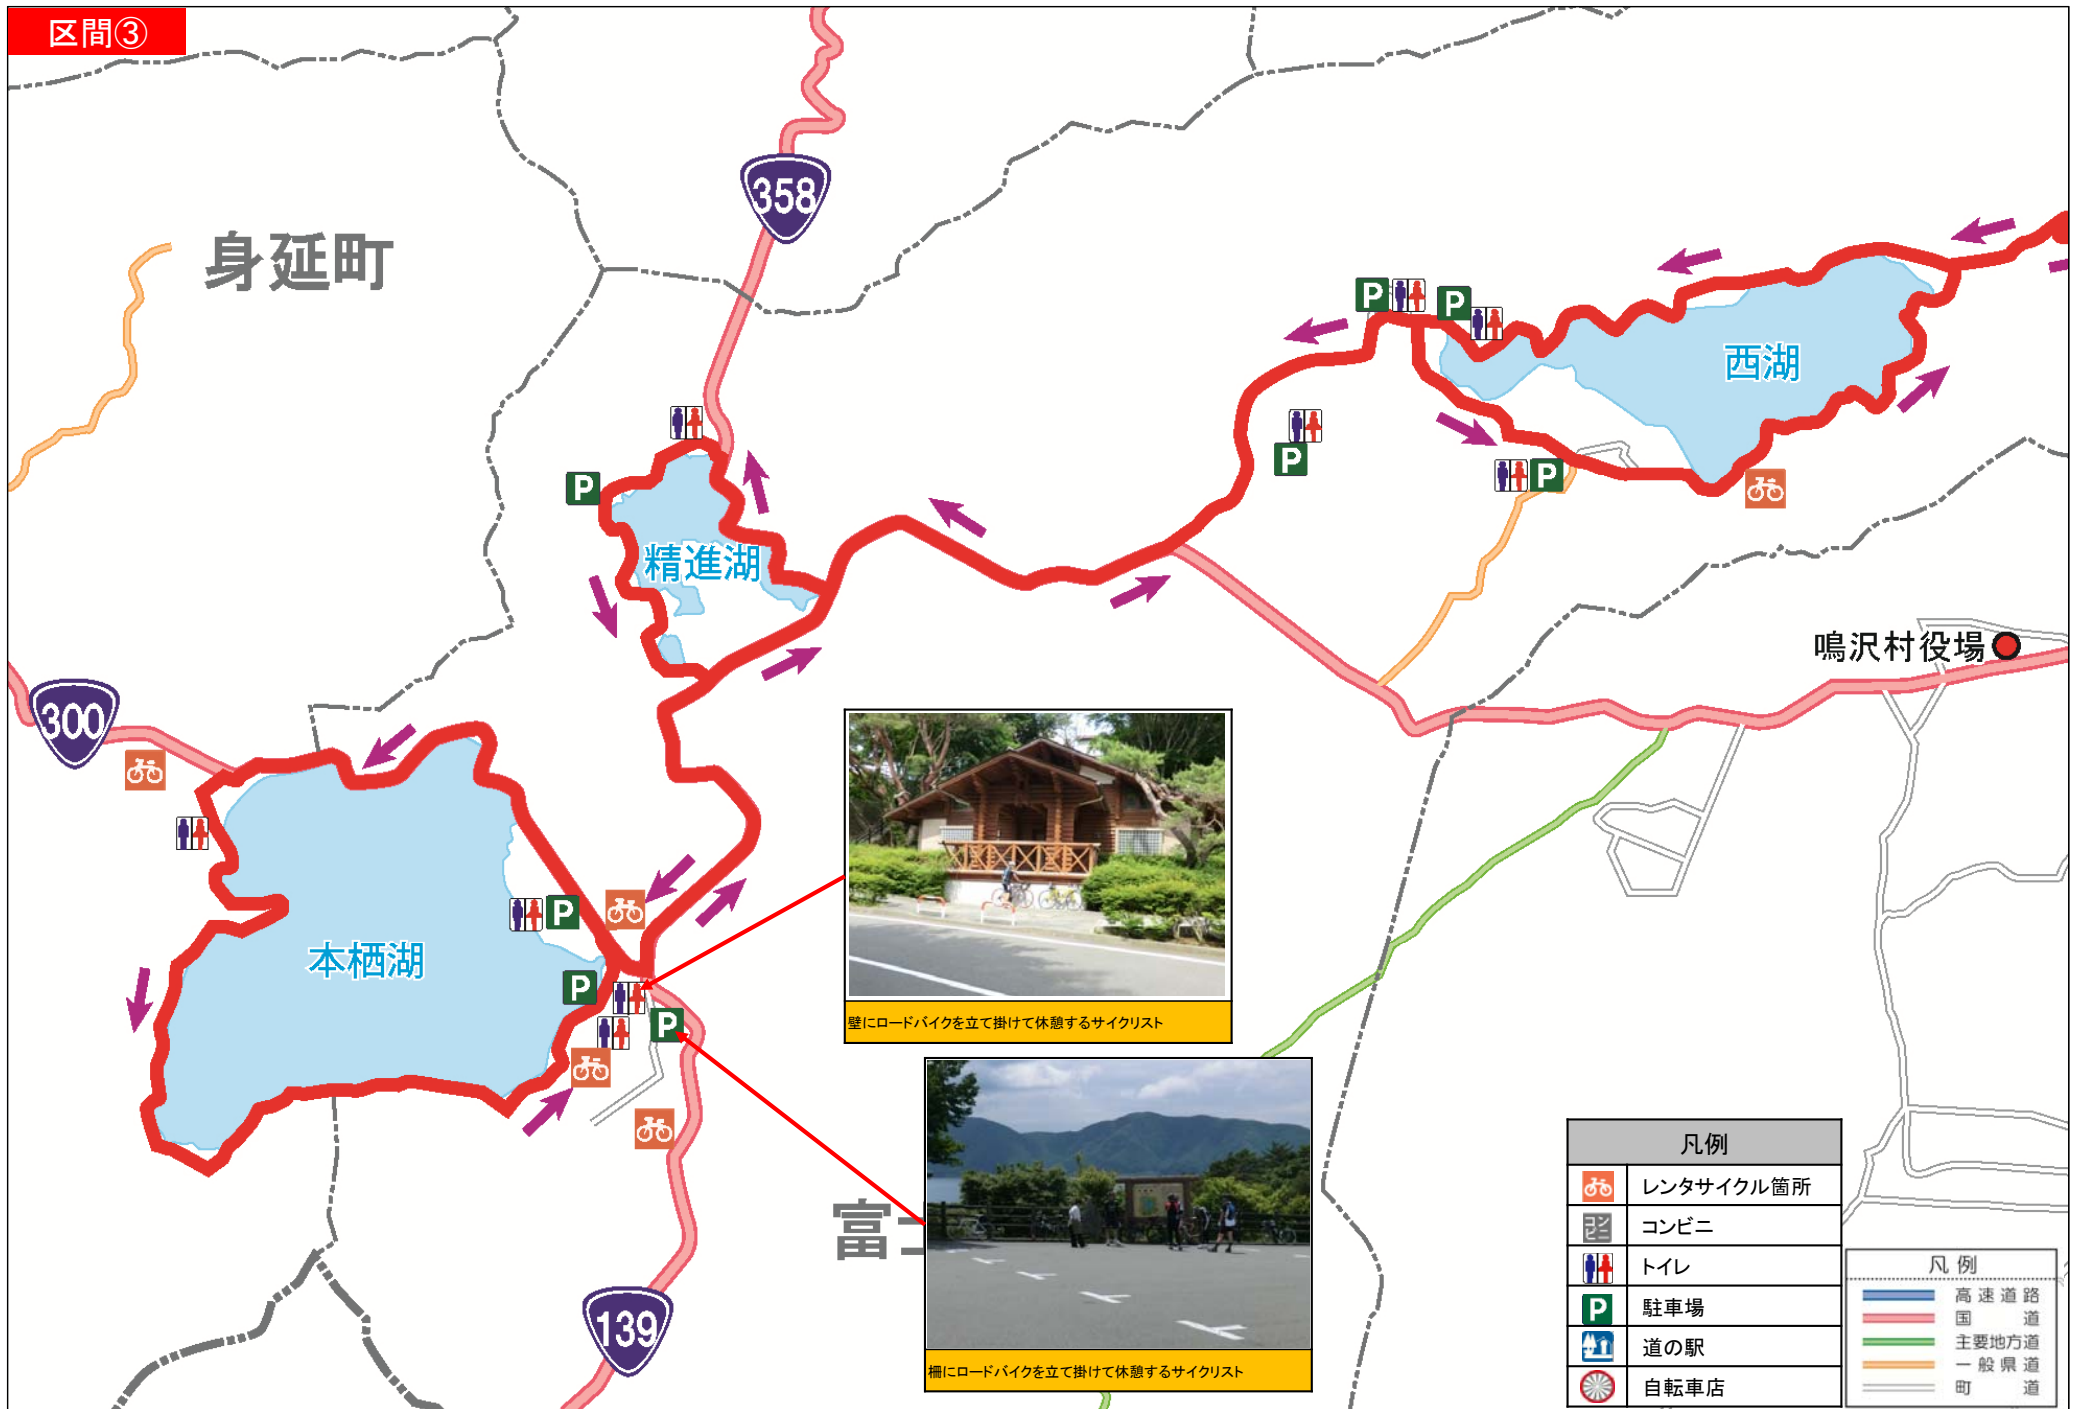 区間③
358
身延町
西湖
精進湖
鳴沢村役場
300
本栖湖
壁にロードバイクを立て掛けて休憩するサイクリスト
富
139
柵にロードバイクを立て掛けて休憩するサイクリスト
凡例
レンタサイクル箇所
コンビニ
コンビニ
トイレ
P
駐車場
道の駅
自転車店
凡例
高速道路
国道
主要地方道
一般県道
町道
P
P
P
P
P
P
P
P